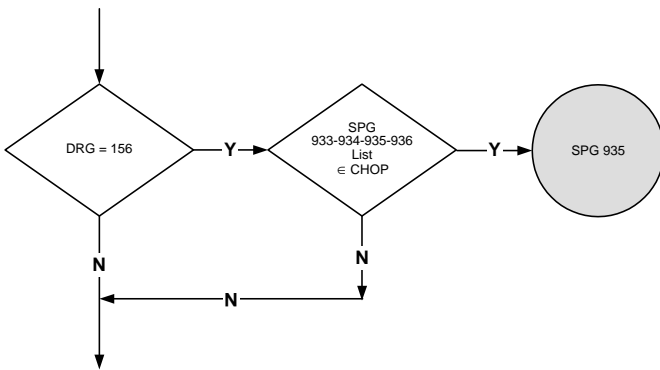 DRG = 156
Y
SPG
933-934-935-936
List
∈ CHOP
Y
SPG 935
N
N
N